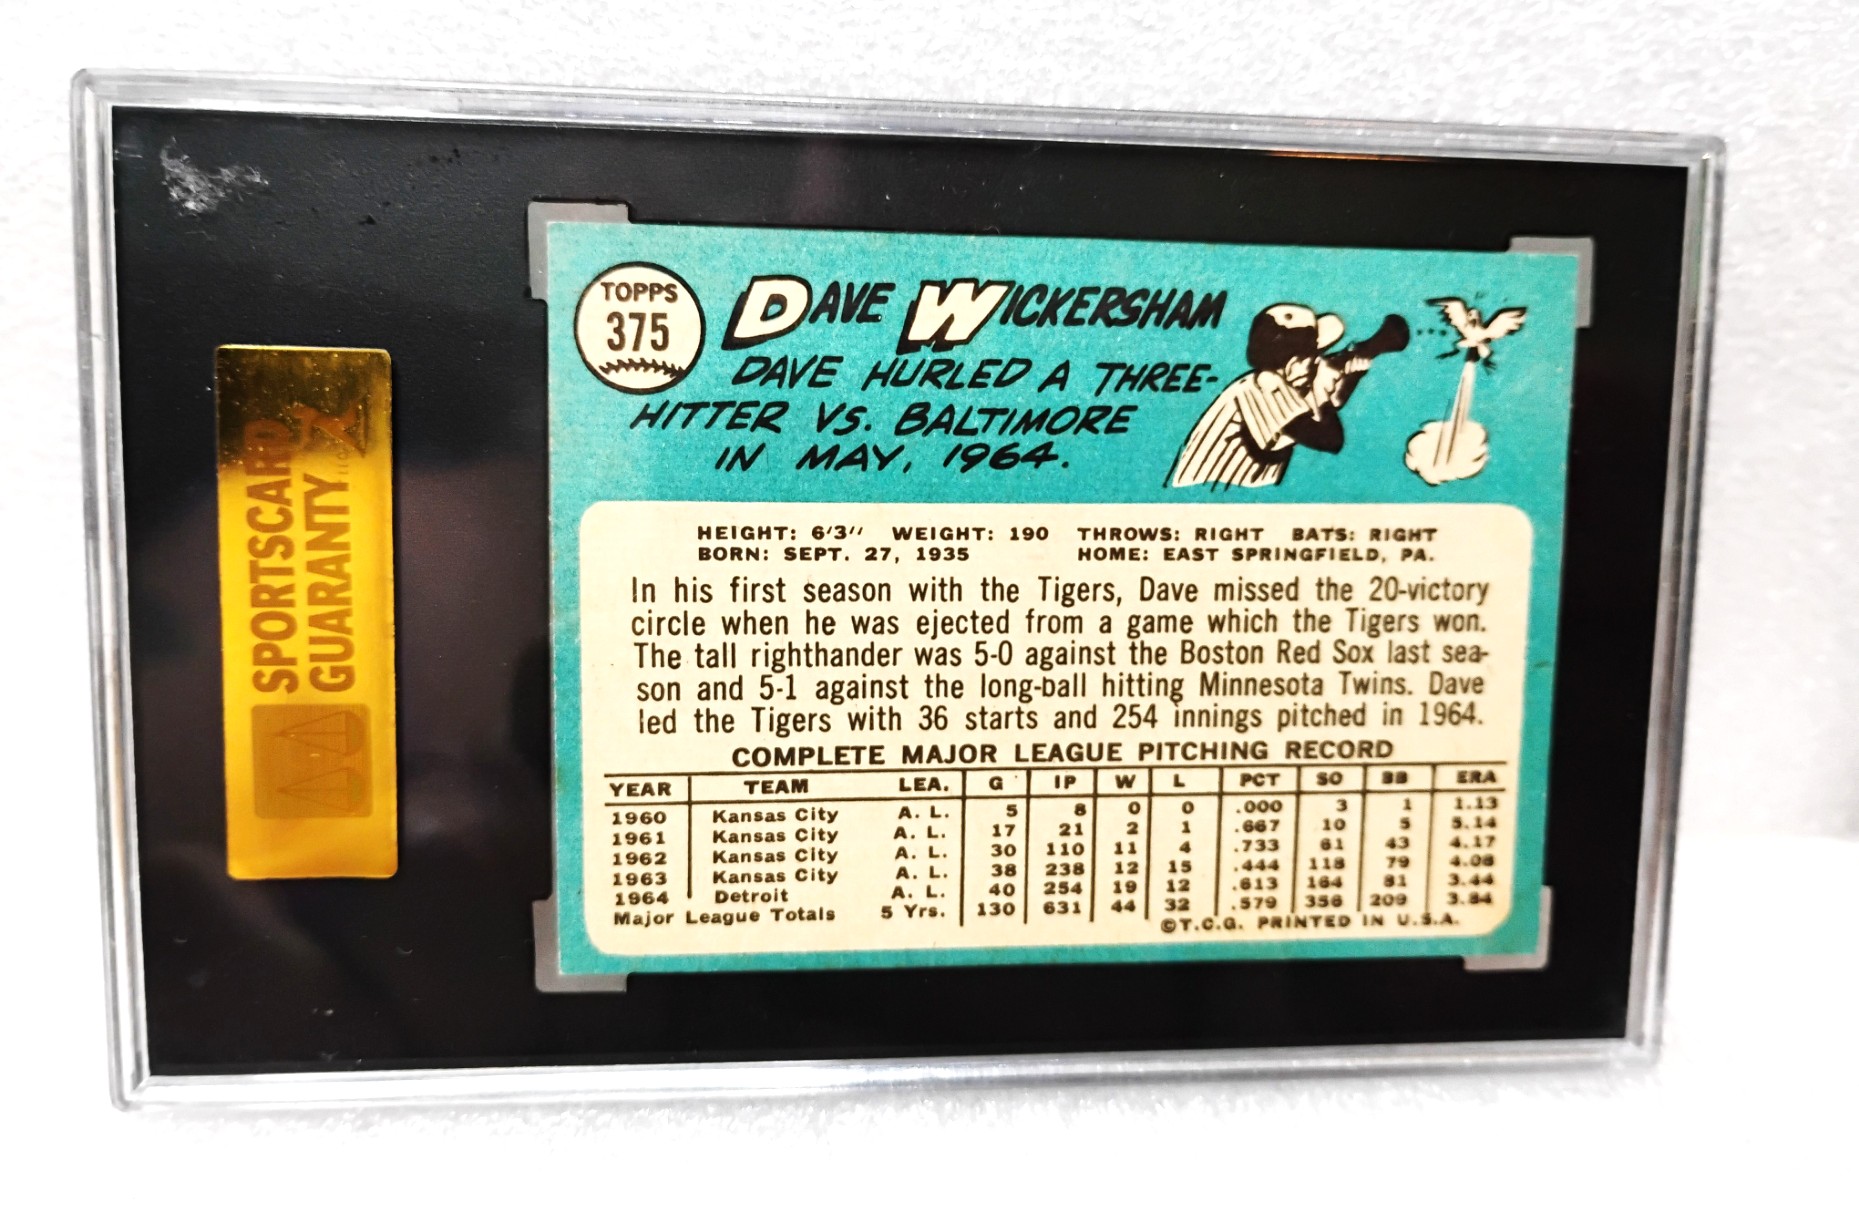 SPORTSCARD
GUARANTY LLC
TOPPS
375
DAVE WICKERSHAM
DAVE HURLED A THREE-
HITTER VS. BALTIMORE
IN MAY, 1964.
HEIGHT: 6'3" WEIGHT: 190 THROWS: RIGHT BATS: RIGHT
BORN: SEPT. 27, 1935 HOME: EAST SPRINGFIELD, PA.
In his first season with the Tigers, Dave missed the 20-victory
circle when he was ejected from a game which the Tigers won.
The tall righthander was 5-0 against the Boston Red Sox last sea-
son and 5-1 against the long-ball hitting Minnesota Twins. Dave
led the Tigers with 36 starts and 254 innings pitched in 1964.
COMPLETE MAJOR LEAGUE PITCHING RECORD
YEAR TEAM LEA. G IP W L PCT SO BB ERA
1960 Kansas City A. L. 5 8 0 0 .000 3 1 1.13
1961 Kansas City A. L. 17 21 2 1 .667 10 5 5.14
1962 Kansas City A. L. 30 110 11 4 .733 61 43 4.17
1963 Kansas City A. L. 38 238 12 15 .444 118 79 4.08
1964 Detroit A. L. 40 254 19 12 .613 164 81 3.44
Major League Totals 5 Yrs. 130 631 44 32 .579 356 209 3.84
©T.C.G. PRINTED IN U.S.A.